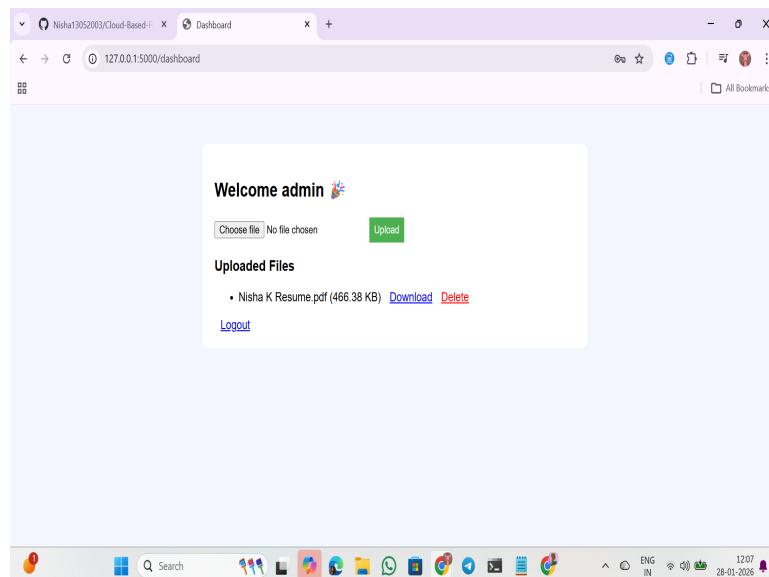 Nisha13052003/Cloud-Based-F
Dashboard
127.0.0.1:5000/dashboard
All Bookmarks
Welcome admin 🎉
Choose file No file chosen Upload
Uploaded Files
• Nisha K Resume.pdf (466.38 KB) Download Delete
Logout
1
Search
ENG
IN
12:07
28-01-2026